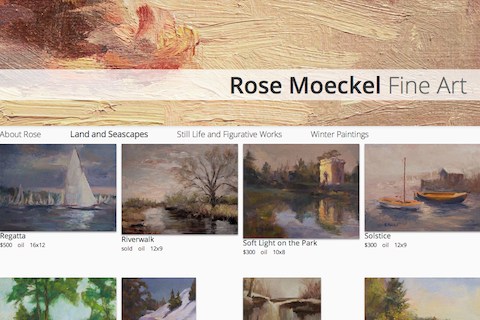 Rose Moeckel Fine Art
About Rose Land and Seascapes Still Life and Figurative Works Winter Paintings
Regatta
$500 oil 16x12
Riverwalk
sold oil 12x9
Soft Light on the Park
$300 oil 10x8
Solstice
$300 oil 12x9